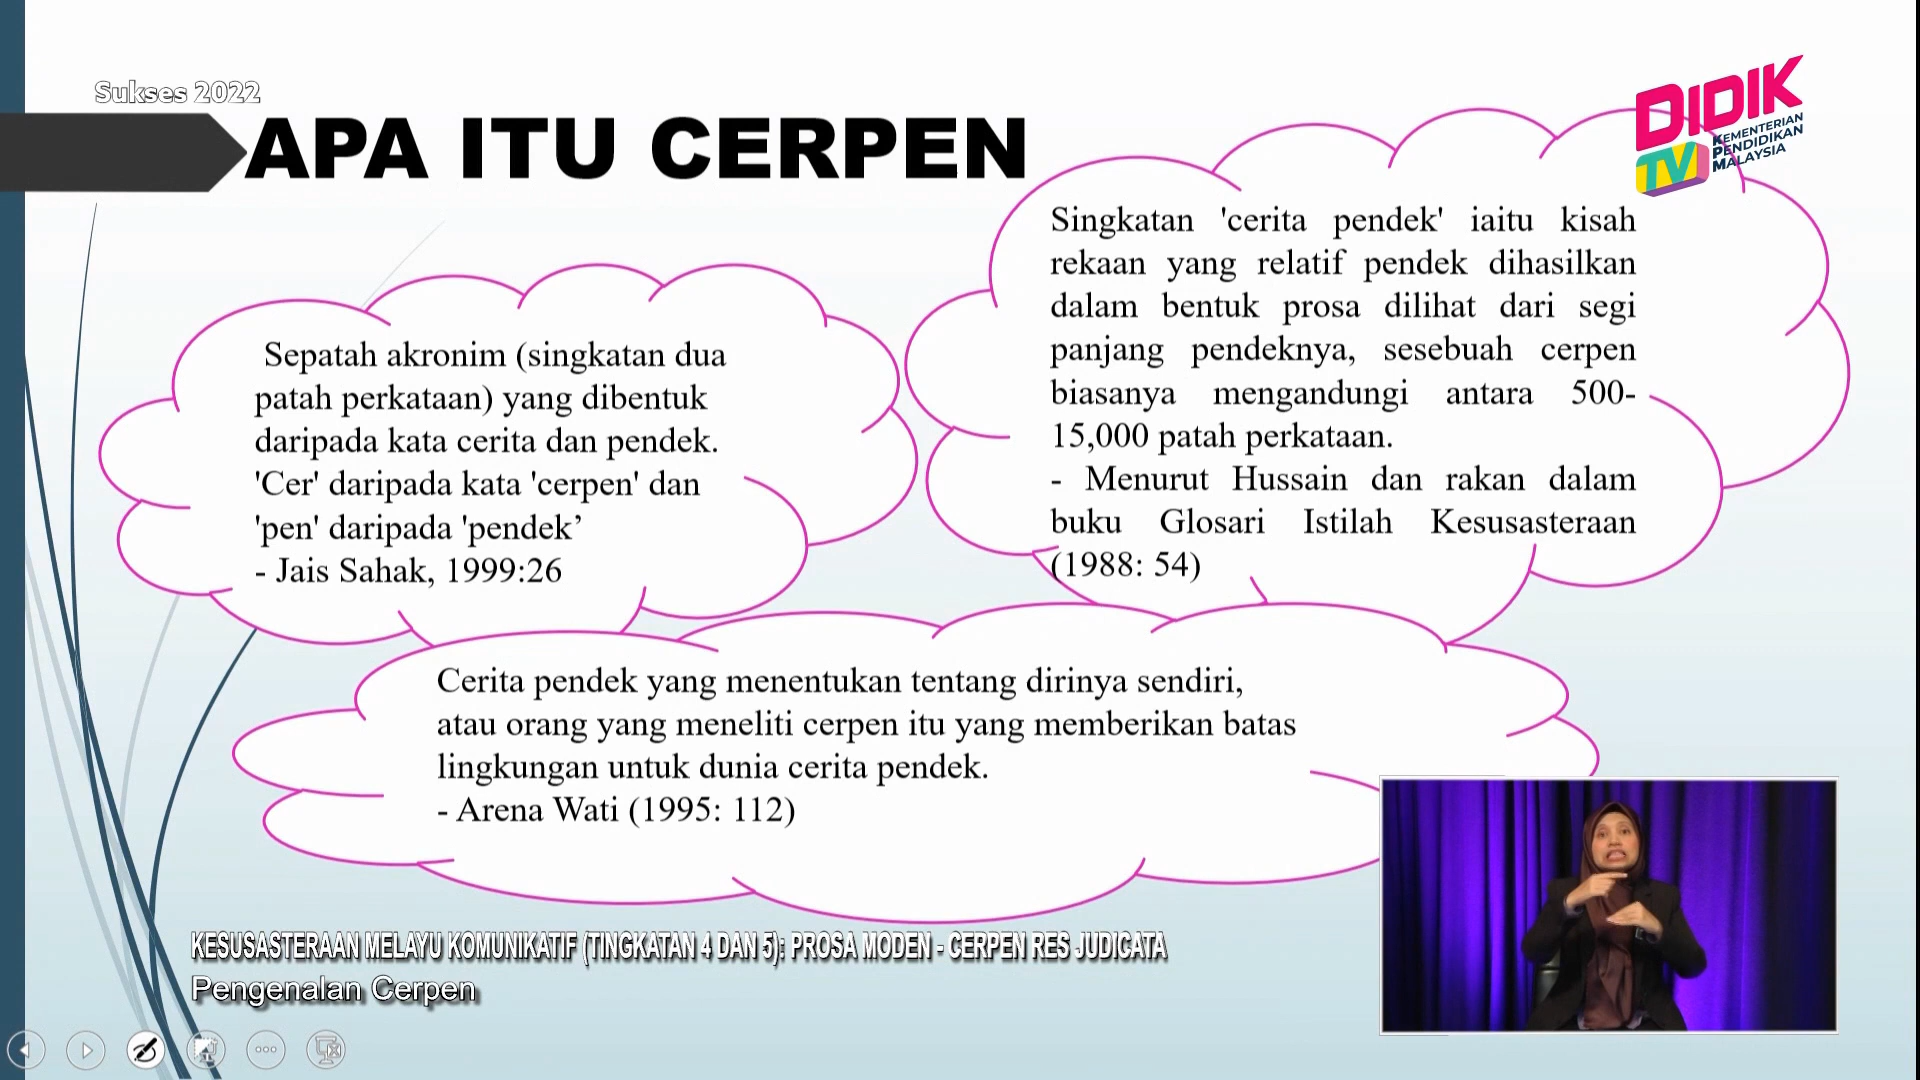 Sukses 2022
APA ITU CERPEN
DIDIK
TV
KEMENTERIAN
PENDIDIKAN
MALAYSIA
Sepatah akronim (singkatan dua
patah perkataan) yang dibentuk
daripada kata cerita dan pendek.
'Cer' daripada kata 'cerpen' dan
'pen' daripada 'pendek’
- Jais Sahak, 1999:26
Singkatan 'cerita pendek' iaitu kisah
rekaan yang relatif pendek dihasilkan
dalam bentuk prosa dilihat dari segi
panjang pendeknya, sesebuah cerpen
biasanya mengandungi antara 500-
15,000 patah perkataan.
- Menurut Hussain dan rakan dalam
buku Glosari Istilah Kesusasteraan
(1988: 54)
Cerita pendek yang menentukan tentang dirinya sendiri,
atau orang yang meneliti cerpen itu yang memberikan batas
lingkungan untuk dunia cerita pendek.
- Arena Wati (1995: 112)
KESUSASTERAAN MELAYU KOMUNIKATIF (TINGKATAN 4 DAN 5): PROSA MODEN - CERPEN RES JUDICATA
Pengenalan Cerpen